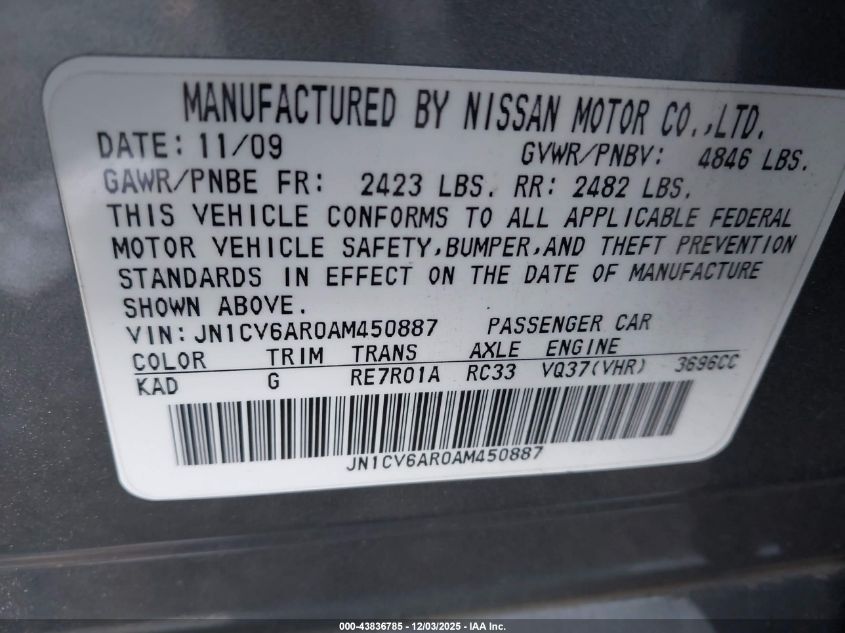 MANUFACTURED BY NISSAN MOTOR CO.,LTD.
DATE: 11/09 GVWR/PNBV: 4846 LBS.
GAWR/PNBE FR: 2423 LBS. RR: 2482 LBS.
THIS VEHICLE CONFORMS TO ALL APPLICABLE FEDERAL
MOTOR VEHICLE SAFETY,BUMPER,AND THEFT PREVENTION
STANDARDS IN EFFECT ON THE DATE OF MANUFACTURE
SHOWN ABOVE.
VIN: JN1CV6AR0AM450887 PASSENGER CAR
COLOR TRIM TRANS AXLE ENGINE
KAD G RE7R01A RC33 VQ37(VHR) 3696CC
JN1CV6AR0AM450887
000-43836785 - 12/03/2025 - IAA Inc.